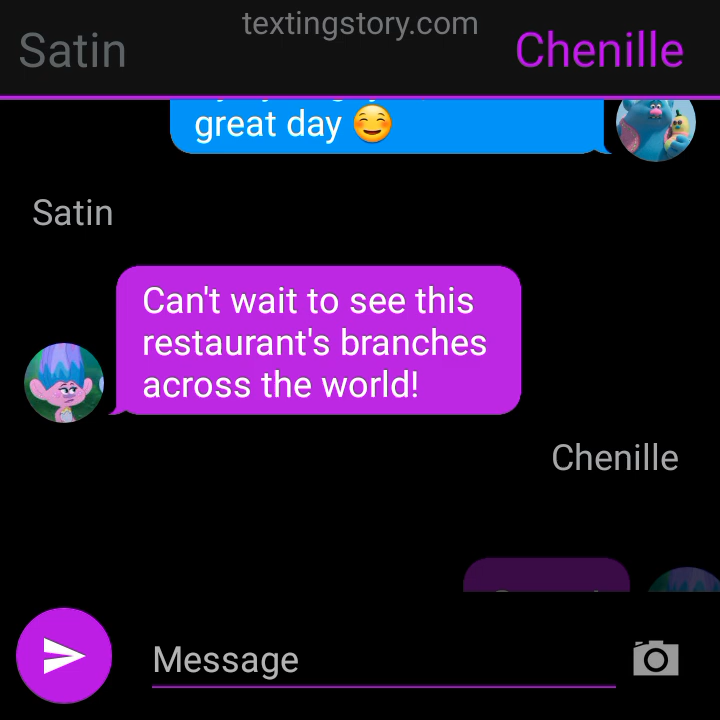 textingstory.com
Satin
Chenille
great day 😊
Satin
Can't wait to see this
restaurant's branches
across the world!
Chenille
Message